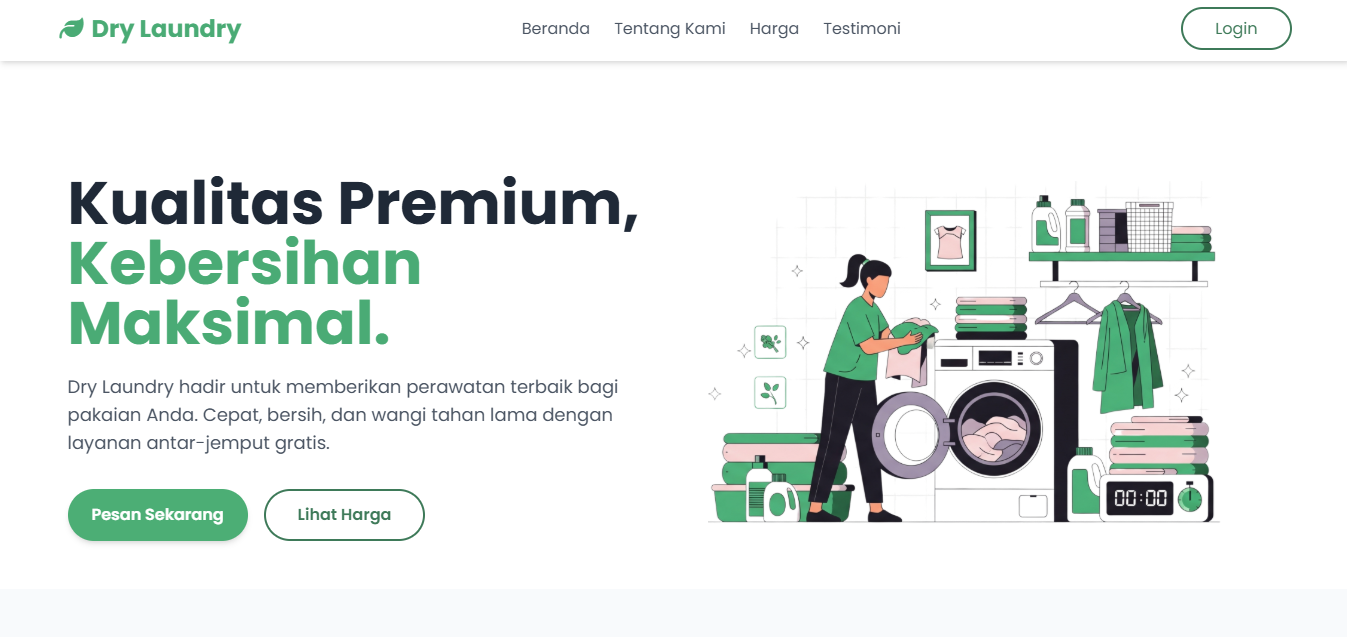 Dry Laundry
Beranda
Tentang Kami
Harga
Testimoni
Login
Kualitas Premium,
Kebersihan
Maksimal.
Dry Laundry hadir untuk memberikan perawatan terbaik bagi
pakaian Anda. Cepat, bersih, dan wangi tahan lama dengan
layanan antar-jemput gratis.
Pesan Sekarang
Lihat Harga
00:00